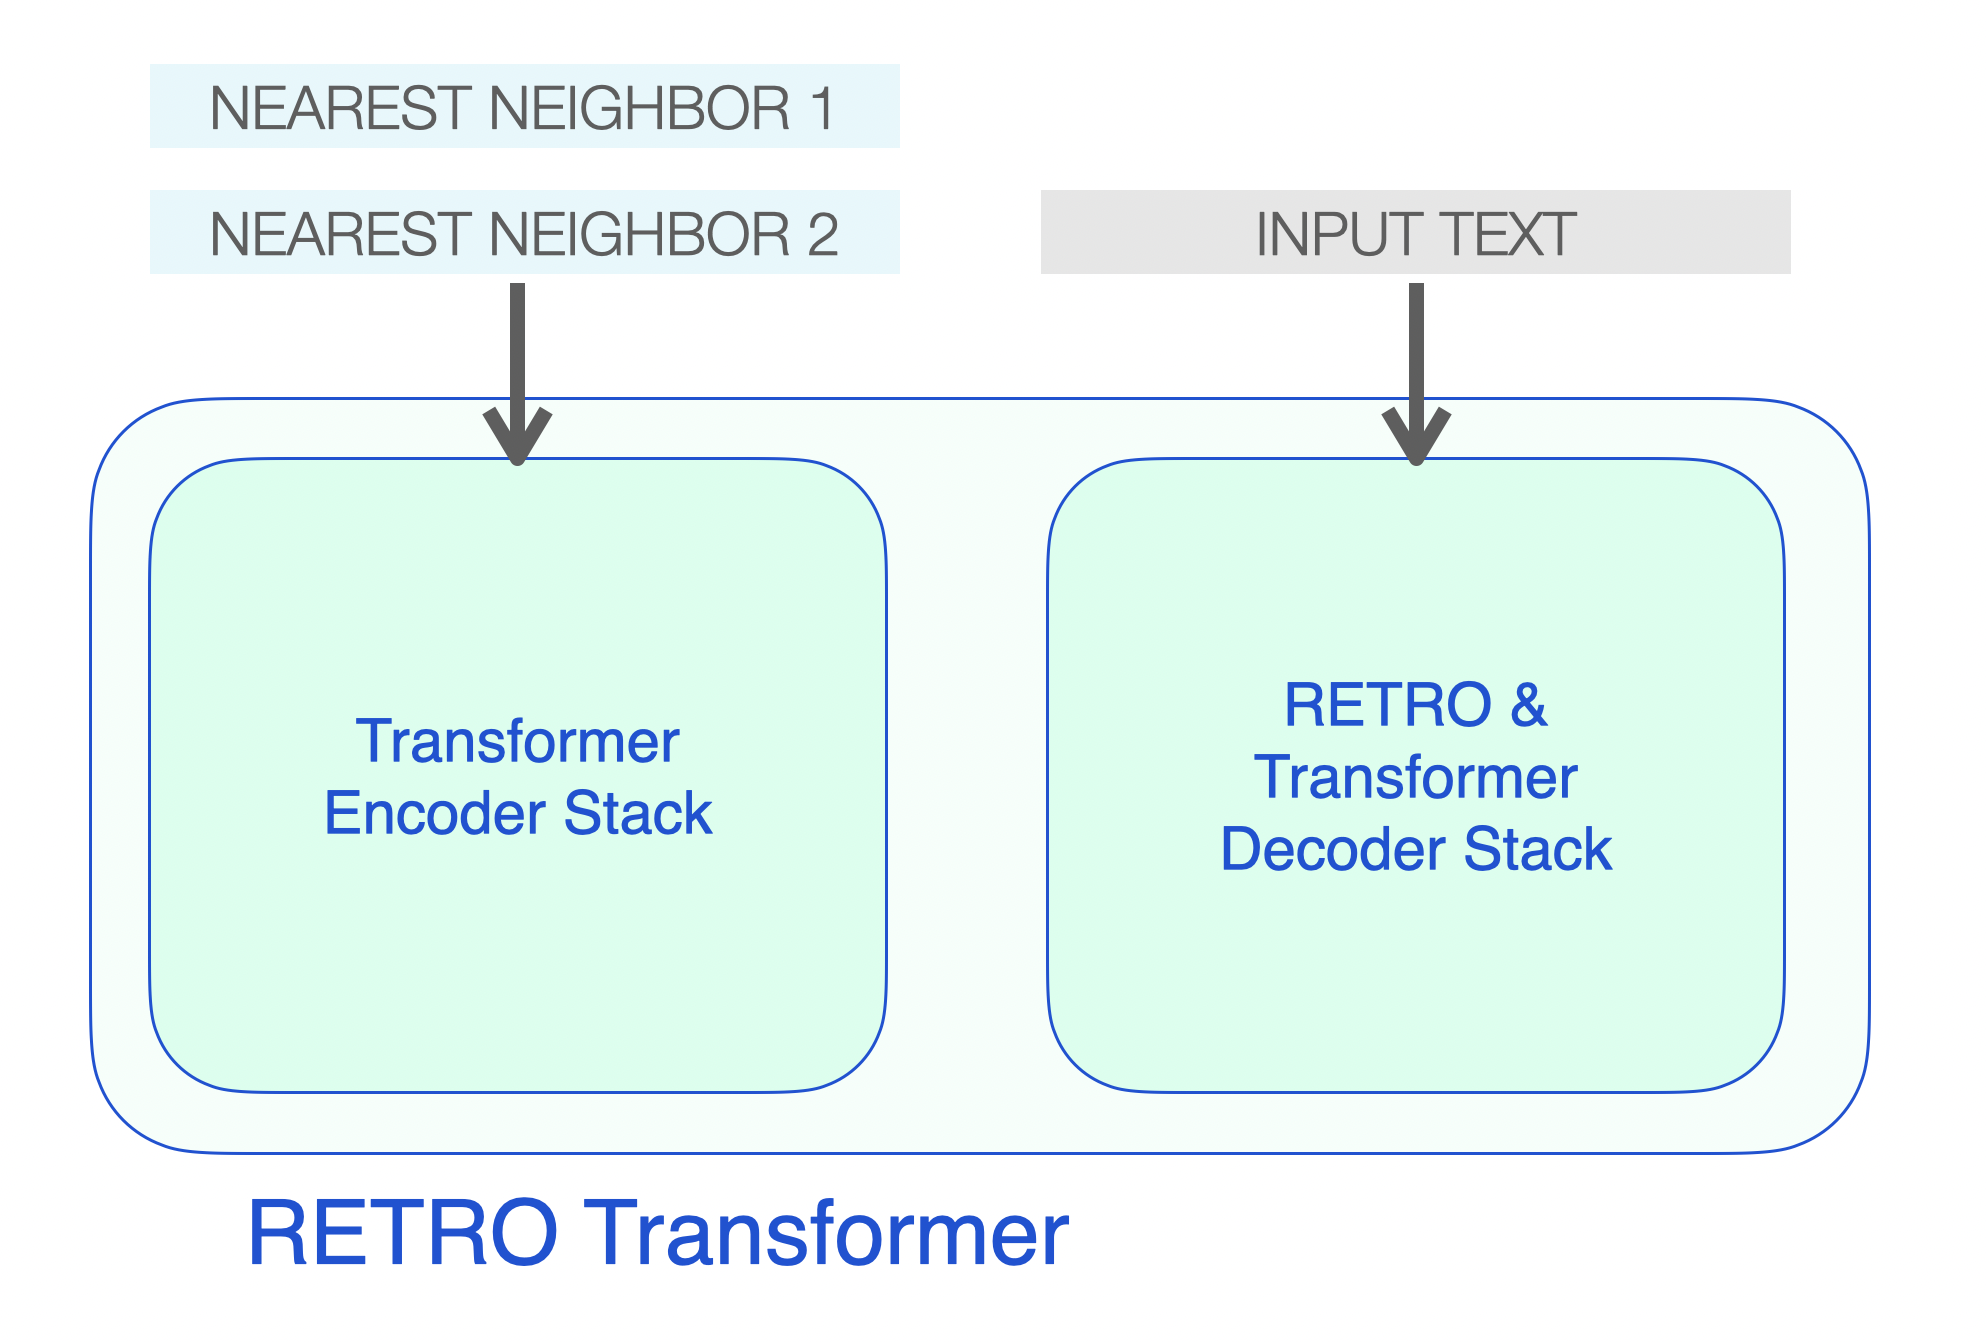 NEAREST NEIGHBOR 1
NEAREST NEIGHBOR 2
INPUT TEXT
Transformer
Encoder Stack
RETRO &
Transformer
Decoder Stack
RETRO Transformer